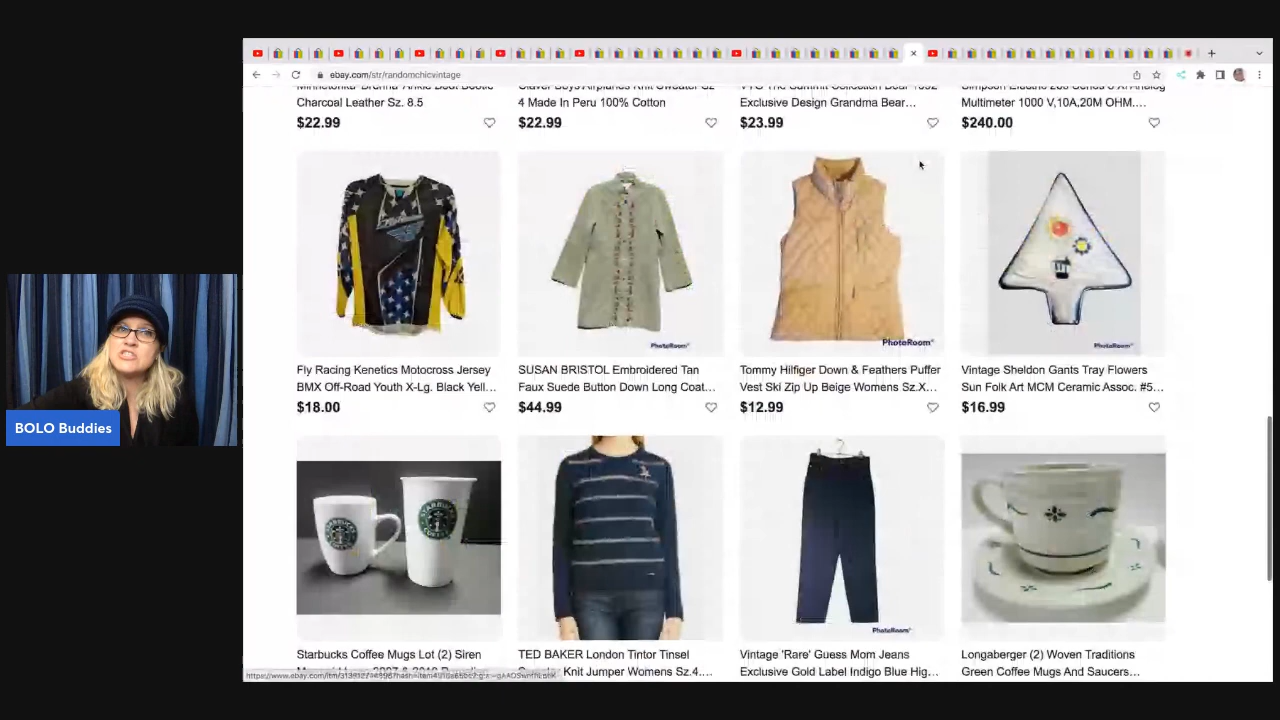 ebay.com/str/randomchicvintage
Charcoal Leather Sz. 8.5
4 Made In Peru 100% Cotton
Exclusive Design Grandma Bear...
Multimeter 1000 V,10A,20M OHM....
$22.99
$22.99
$23.99
$240.00
PhotoRoom
PhotoRoom
PhotoRoom
Fly Racing Kenetics Motocross Jersey
BMX Off-Road Youth X-Lg. Black Yell...
$18.00
SUSAN BRISTOL Embroidered Tan
Faux Suede Button Down Long Coat...
$44.99
Tommy Hilfiger Down & Feathers Puffer
Vest Ski Zip Up Beige Womens Sz.X...
$12.99
Vintage Sheldon Gants Tray Flowers
Sun Folk Art MCM Ceramic Assoc. #5...
$16.99
BOLO Buddies
STARBUCKS
COFFEE
STARBUCKS
COFFEE
PhotoRoom
Starbucks Coffee Mugs Lot (2) Siren
TED BAKER London Tintor Tinsel
Knit Jumper Womens Sz.4....
Vintage 'Rare' Guess Mom Jeans
Exclusive Gold Label Indigo Blue Hig...
Longaberger (2) Woven Traditions
Green Coffee Mugs And Saucers...